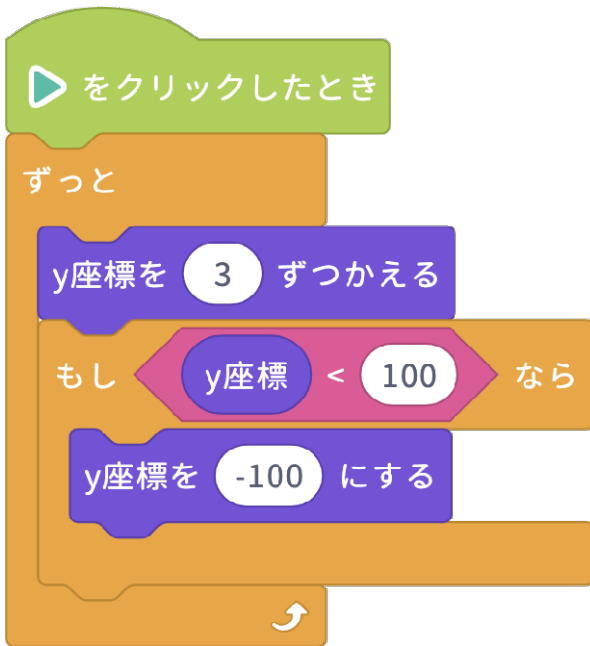 をクリックしたとき
ずっと
y座標を 3 ずつかえる
もし y座標 < 100 なら
y座標を -100 にする